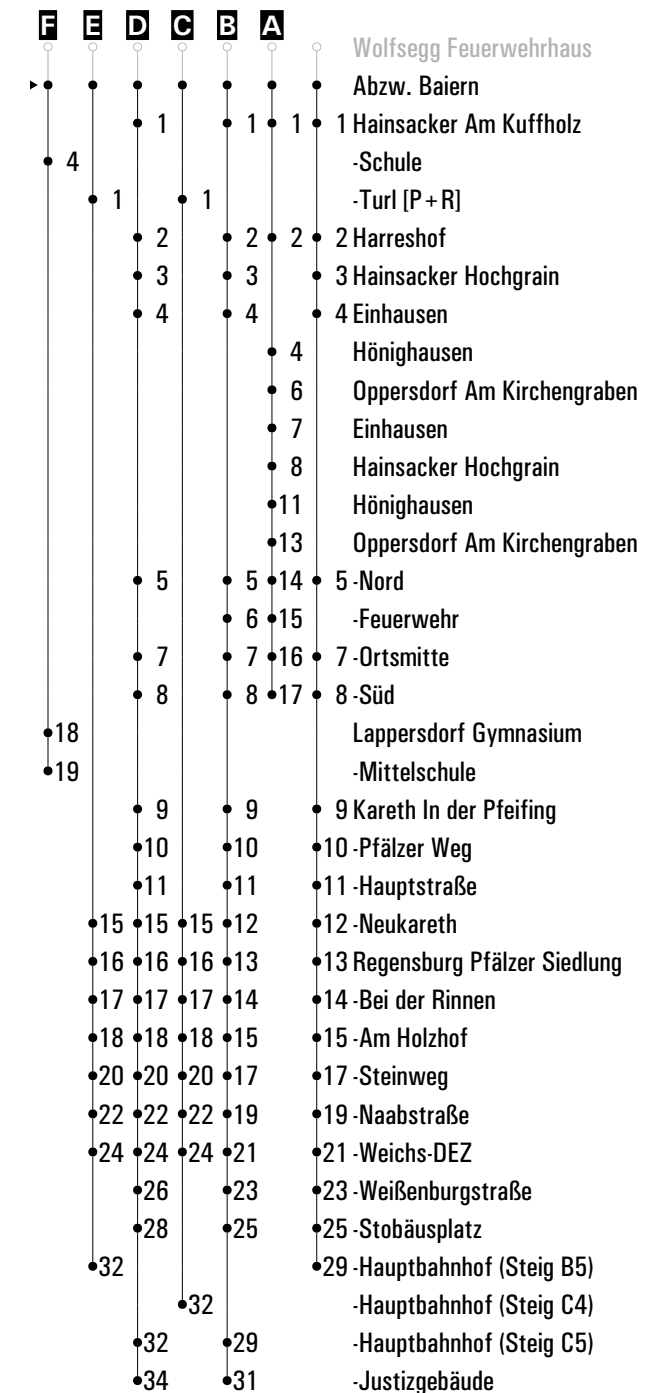 F E D C B A
Wolfsegg Feuerwehrhaus
Abzw. Baiern
1 1 1 1 Hainsacker Am Kuffholz
4 -Schule
1 1 -Turl [P+R]
2 2 2 2 Harreshof
3 3 3 Hainsacker Hochgrain
4 4 4 Einhausen
4 Hönighausen
6 Oppersdorf Am Kirchengraben
7 Einhausen
8 Hainsacker Hochgrain
11 Hönighausen
13 Oppersdorf Am Kirchengraben
5 5 14 5 -Nord
6 15 -Feuerwehr
7 7 16 7 -Ortsmitte
8 8 17 8 -Süd
18 Lappersdorf Gymnasium
19 -Mittelschule
9 9 9 Kareth In der Pfeifing
10 10 10 -Pfälzer Weg
11 11 11 -Hauptstraße
15 15 15 12 12 -Neukareth
16 16 16 13 13 Regensburg Pfälzer Siedlung
17 17 17 14 14 -Bei der Rinnen
18 18 18 15 15 -Am Holzhof
20 20 20 17 17 -Steinweg
22 22 22 19 19 -Naabstraße
24 24 24 21 21 -Weichs-DEZ
26 23 23 -Weißenburgstraße
28 25 25 -Stobäusplatz
32 29 -Hauptbahnhof (Steig B5)
32 -Hauptbahnhof (Steig C4)
32 29 -Hauptbahnhof (Steig C5)
34 31 -Justizgebäude